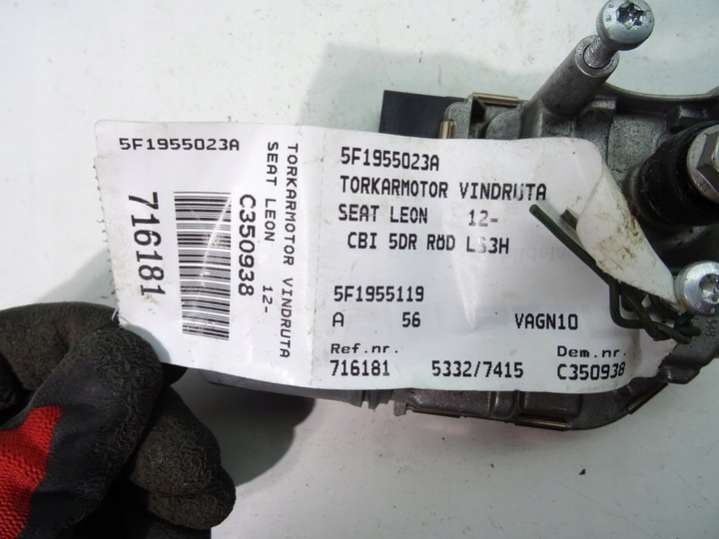 5F1955023A
TORKARMOTOR VINDRUTA
SEAT LEON 12-
C350938
716181
5F1955023A
TORKARMOTOR VINDRUTA
SEAT LEON 12-
CBI 5DR RÖD LS3H
5F1955119
A 56 VAGN10
Ref.nr. Dem.nr.
716181 5332/7415 C350938